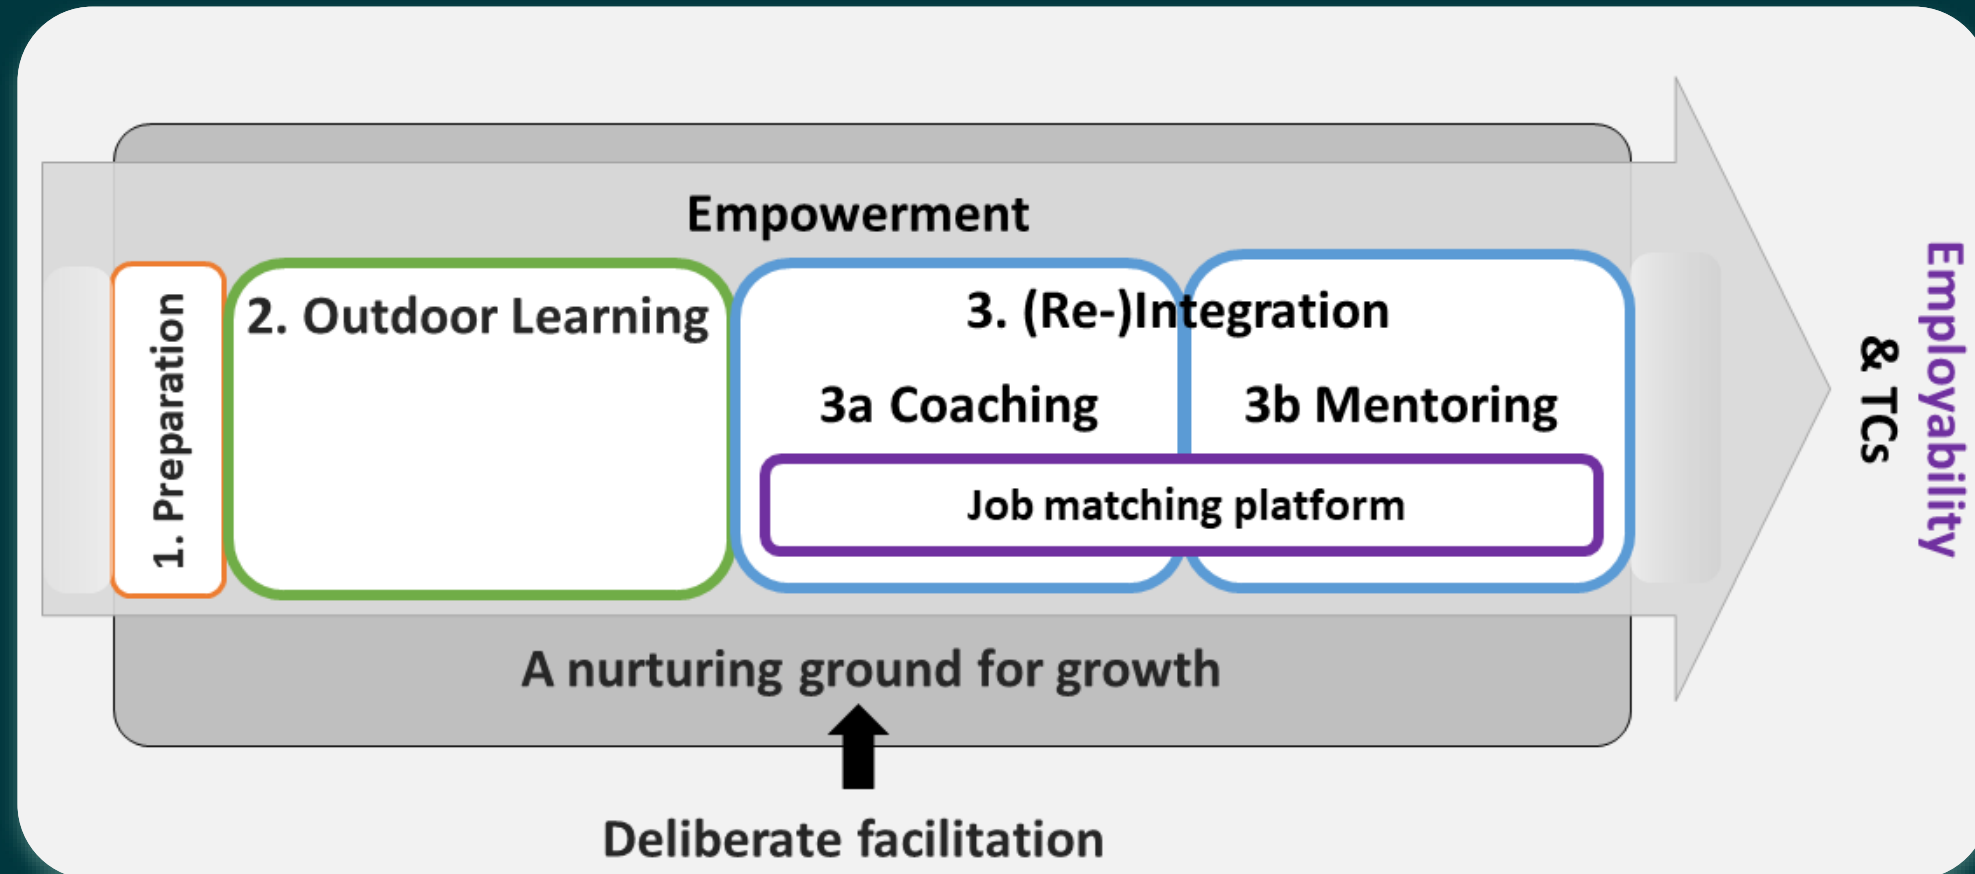 Empowerment
1. Preparation
2. Outdoor Learning
3. (Re-)Integration
3a Coaching
3b Mentoring
Job matching platform
A nurturing ground for growth
Deliberate facilitation
Employability
& TCs